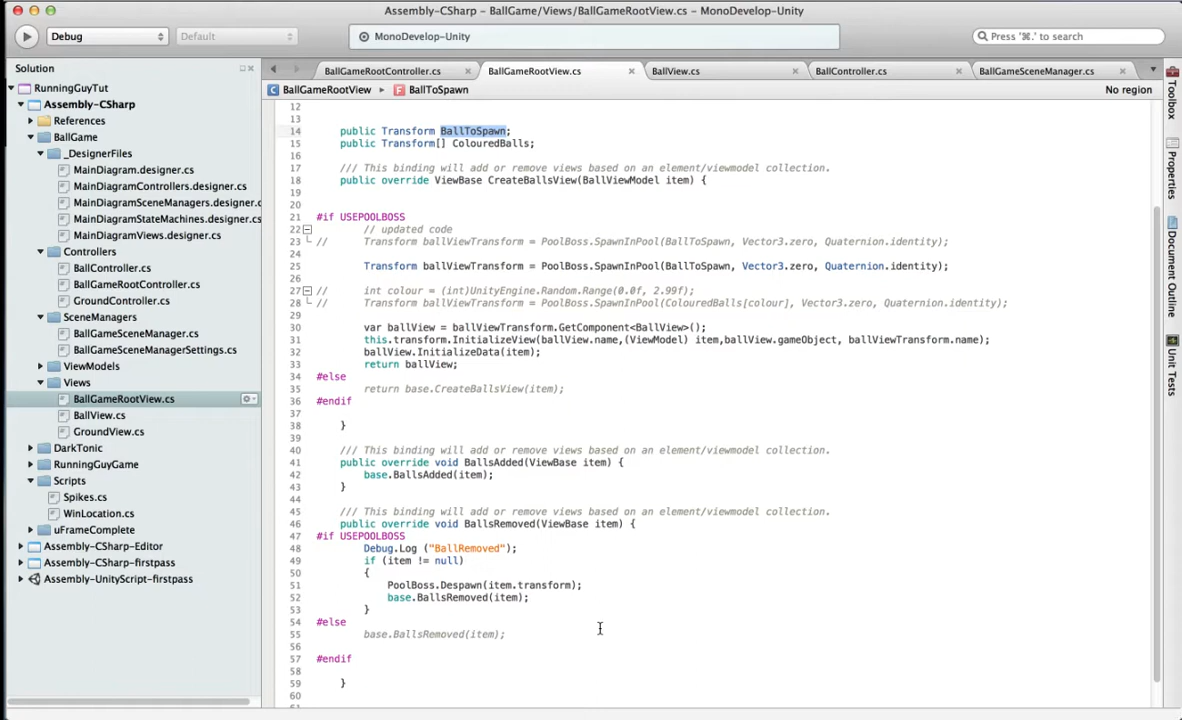 Assembly-CSharp – BallGame/Views/BallGameRootView.cs – MonoDevelop-Unity
Debug
Default
MonoDevelop-Unity
Press '⌘.' to search
Solution
RunningGuyTut
Assembly-CSharp
References
BallGame
_DesignerFiles
MainDiagram.designer.cs
MainDiagramControllers.designer.cs
MainDiagramSceneManagers.designer.c
MainDiagramStateMachines.designer.cs
MainDiagramViews.designer.cs
Controllers
BallController.cs
BallGameRootController.cs
GroundController.cs
SceneManagers
BallGameSceneManager.cs
BallGameSceneManagerSettings.cs
ViewModels
Views
BallGameRootView.cs
BallView.cs
GroundView.cs
DarkTonic
RunningGuyGame
Scripts
Spikes.cs
WinLocation.cs
uFrameComplete
Assembly-CSharp-Editor
Assembly-CSharp-firstpass
Assembly-UnityScript-firstpass
BallGameRootController.cs
BallGameRootView.cs
BallView.cs
BallController.cs
BallGameSceneManager.cs
BallGameRootView
BallToSpawn
No region
12
13
14 public Transform BallToSpawn;
15 public Transform[] ColouredBalls;
16
17 /// This binding will add or remove views based on an element/viewmodel collection.
18 public override ViewBase CreateBallsView(BallViewModel item) {
19
20
21 #if USEPOOLBOSS
22 // updated code
23 // Transform ballViewTransform = PoolBoss.SpawnInPool(BallToSpawn, Vector3.zero, Quaternion.identity);
24
25 Transform ballViewTransform = PoolBoss.SpawnInPool(BallToSpawn, Vector3.zero, Quaternion.identity);
26
27 // int colour = (int)UnityEngine.Random.Range(0.0f, 2.99f);
28 // Transform ballViewTransform = PoolBoss.SpawnInPool(ColouredBalls[colour], Vector3.zero, Quaternion.identity);
29
30 var ballView = ballViewTransform.GetComponent<BallView>();
31 this.transform.InitializeView(ballView.name,(ViewModel) item,ballView.gameObject, ballViewTransform.name);
32 ballView.InitializeData(item);
33 return ballView;
34 #else
35 return base.CreateBallsView(item);
36 #endif
37
38 }
39
40 /// This binding will add or remove views based on an element/viewmodel collection.
41 public override void BallsAdded(ViewBase item) {
42 base.BallsAdded(item);
43 }
44
45 /// This binding will add or remove views based on an element/viewmodel collection.
46 public override void BallsRemoved(ViewBase item) {
47 #if USEPOOLBOSS
48 Debug.Log ("BallRemoved");
49 if (item != null)
50 {
51 PoolBoss.Despawn(item.transform);
52 base.BallsRemoved(item);
53 }
54 #else
55 base.BallsRemoved(item);
56
57 #endif
58
59 }
60
Toolbox
Properties
Document Outline
Unit Tests